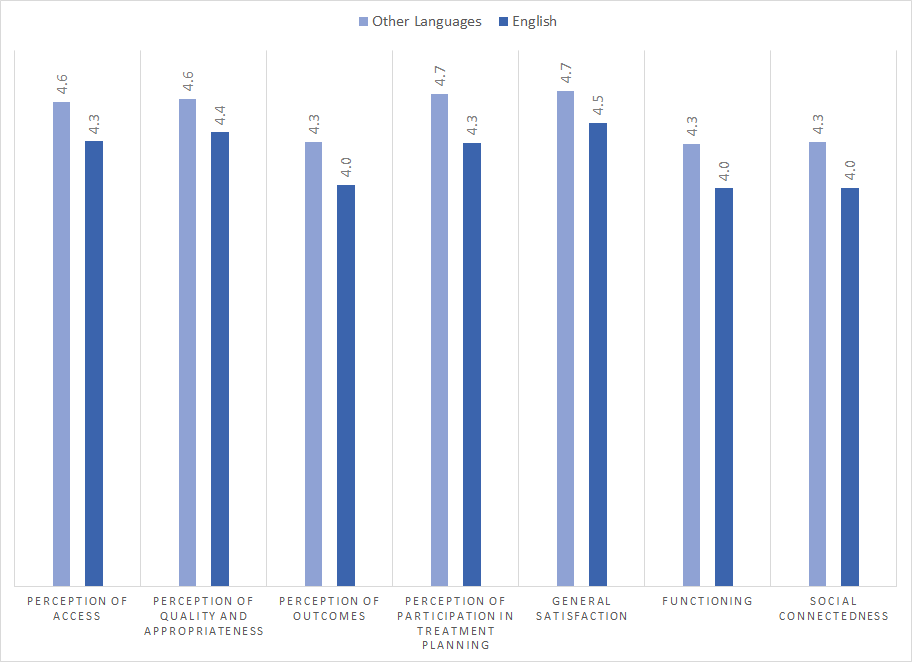 Other Languages English
4.6
4.3
4.6
4.4
4.3
4.0
4.7
4.3
4.7
4.5
4.3
4.0
4.3
4.0
PERCEPTION OF
ACCESS
PERCEPTION OF
QUALITY AND
APPROPRIATENESS
PERCEPTION OF
OUTCOMES
PERCEPTION OF
PARTICIPATION IN
TREATMENT
PLANNING
GENERAL
SATISFACTION
FUNCTIONING
SOCIAL
CONNECTEDNESS